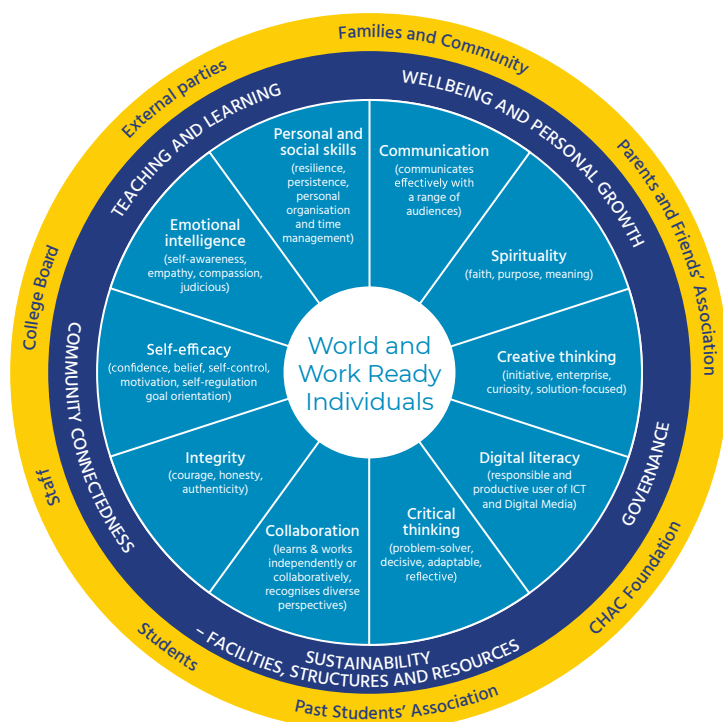 Families and Community
Parents and Friends' Association
CHAC Foundation
Past Students' Association
Students
Staff
College Board
External parties
WELLBEING AND PERSONAL GROWTH
GOVERNANCE
SUSTAINABILITY
– FACILITIES, STRUCTURES AND RESOURCES
COMMUNITY CONNECTEDNESS
TEACHING AND LEARNING
Communication
(communicates
effectively with
a range of
audiences)
Spirituality
(faith, purpose, meaning)
Creative thinking
(initiative, enterprise,
curiosity, solution-focused)
Digital literacy
(responsible and
productive user of ICT
and Digital Media)
Critical
thinking
(problem-solver,
decisive, adaptable,
reflective)
Collaboration
(learns & works
independently or
collaboratively,
recognises diverse
perspectives)
Integrity
(courage, honesty,
authenticity)
Self-efficacy
(confidence, belief, self-control,
motivation, self-regulation
goal orientation)
Emotional
intelligence
(self-awareness,
empathy, compassion,
judicious)
Personal and
social skills
(resilience,
persistence,
personal
organisation
and time
management)
World and
Work Ready
Individuals